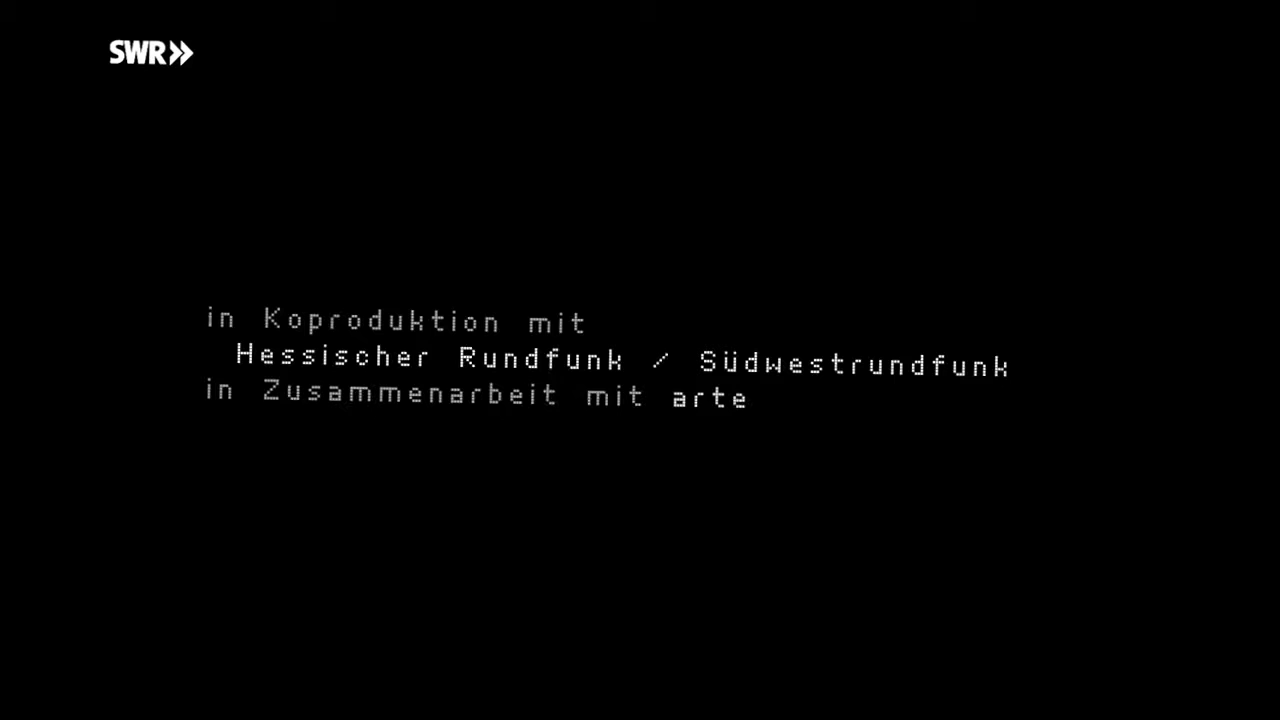 SWR»
in Koproduktion mit
Hessischer Rundfunk / Südwestrundfunk
in Zusammenarbeit mit arte